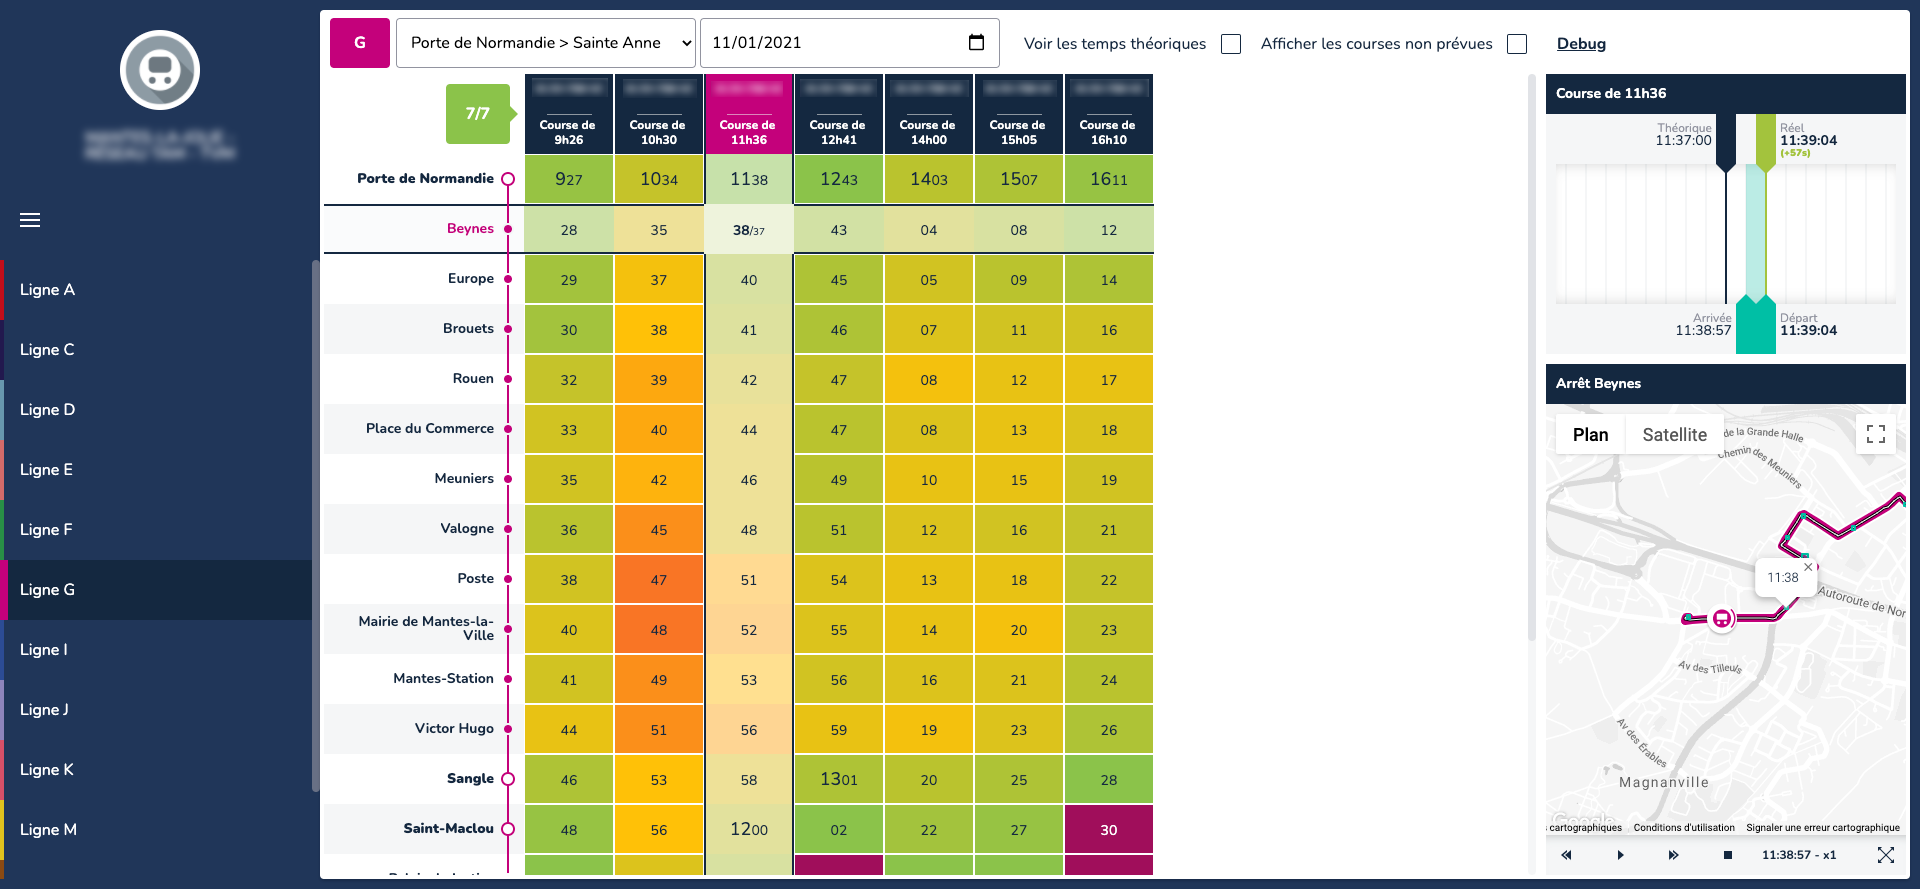 G
Porte de Normandie > Sainte Anne
11/01/2021
Voir les temps théoriques
Afficher les courses non prévues
Debug
Ligne A
Ligne C
Ligne D
Ligne E
Ligne F
Ligne G
Ligne I
Ligne J
Ligne K
Ligne M
7/7
Course de 9h26
Course de 10h30
Course de 11h36
Course de 12h41
Course de 14h00
Course de 15h05
Course de 16h10
Porte de Normandie 927 1034 1138 1243 1403 1507 1611
Beynes 28 35 38/37 43 04 08 12
Europe 29 37 40 45 05 09 14
Brouets 30 38 41 46 07 11 16
Rouen 32 39 42 47 08 12 17
Place du Commerce 33 40 44 47 08 13 18
Meuniers 35 42 46 49 10 15 19
Valogne 36 45 48 51 12 16 21
Poste 38 47 51 54 13 18 22
Mairie de Mantes-la-
Ville 40 48 52 55 14 20 23
Mantes-Station 41 49 53 56 16 21 24
Victor Hugo 44 51 56 59 19 23 26
Sangle 46 53 58 1301 20 25 28
Saint-Maclou 48 56 1200 02 22 27 30
Course de 11h36
Théorique
11:37:00
Réel
11:39:04
(+57s)
Arrivée
11:38:57
Départ
11:39:04
Arrêt Beynes
Plan
Satellite
de la Grande Halle
Chemin des Meuniers
11:38
Autoroute de Nor
Av des Tilleuls
Av des Érables
Magnanville
Google
s cartographiques
Conditions d'utilisation
Signaler une erreur cartographique
11:38:57 - x1